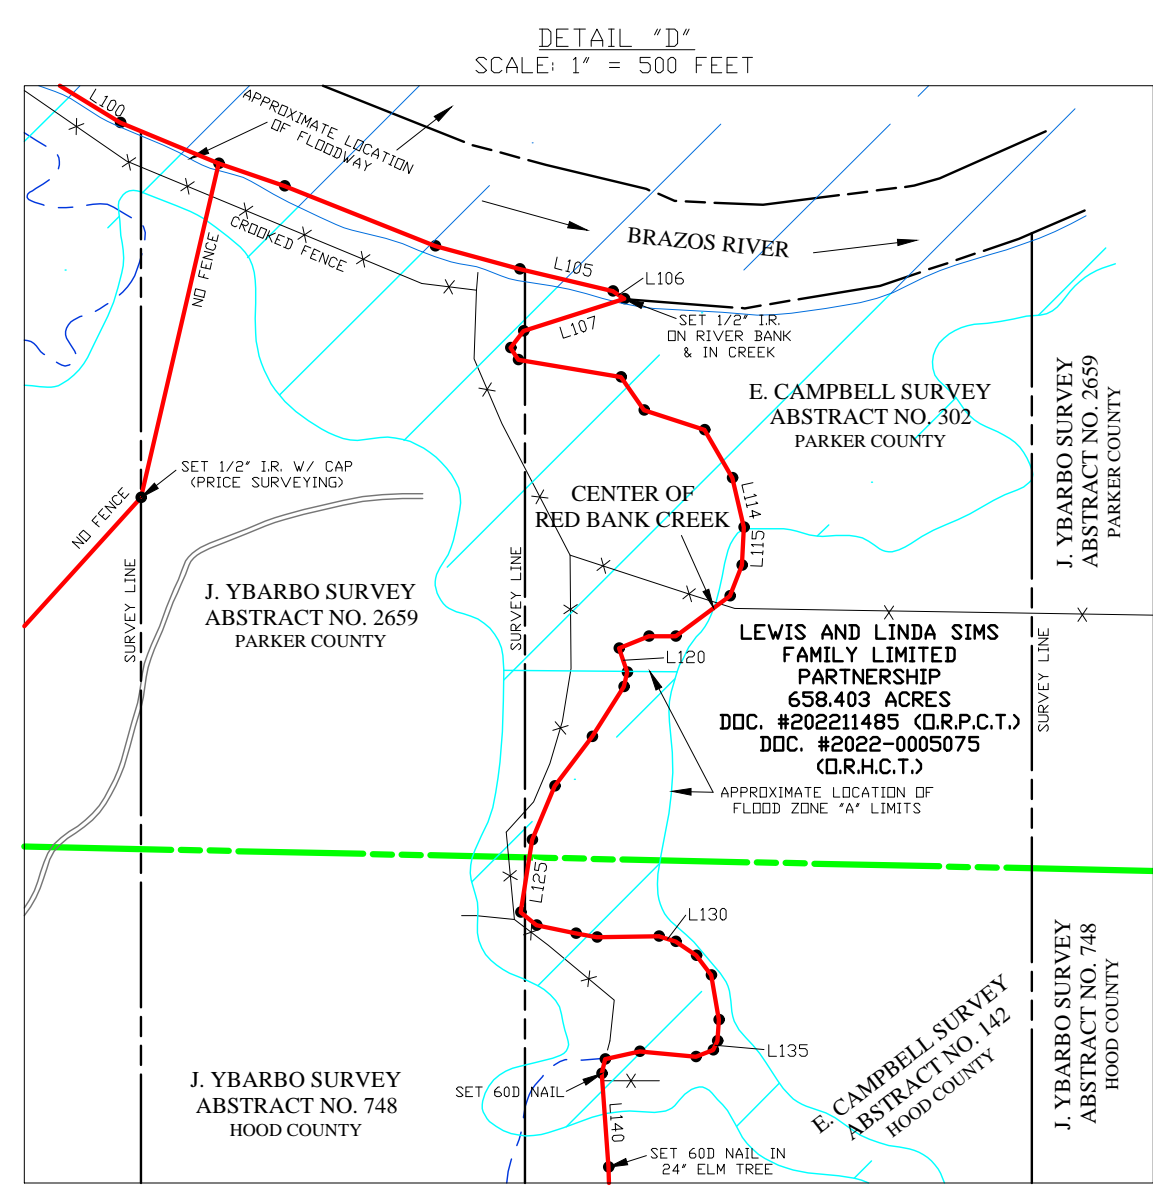 DETAIL "D"
SCALE: 1" = 500 FEET
L100
APPROXIMATE LOCATION
OF FLOODWAY
CROOKED FENCE
NO FENCE
BRAZOS RIVER
L105
L106
L107
SET 1/2" I.R.
ON RIVER BANK
& IN CREEK
E. CAMPBELL SURVEY
ABSTRACT NO. 302
PARKER COUNTY
J. YBARBO SURVEY
ABSTRACT NO. 2659
PARKER COUNTY
SET 1/2" I.R. W/ CAP
(PRICE SURVEYING)
NO FENCE
CENTER OF
RED BANK CREEK
L114
L115
SURVEY LINE
J. YBARBO SURVEY
ABSTRACT NO. 2659
PARKER COUNTY
SURVEY LINE
L120
LEWIS AND LINDA SIMS
FAMILY LIMITED
PARTNERSHIP
658.403 ACRES
DOC. #202211485 (O.R.P.C.T.)
DOC. #2022-0005075
(O.R.H.C.T.)
SURVEY LINE
APPROXIMATE LOCATION OF
FLOOD ZONE "A" LIMITS
L125
L130
L135
E. CAMPBELL SURVEY
ABSTRACT NO. 142
HOOD COUNTY
J. YBARBO SURVEY
ABSTRACT NO. 748
HOOD COUNTY
J. YBARBO SURVEY
ABSTRACT NO. 748
HOOD COUNTY
SET 60D NAIL
L140
SET 60D NAIL IN
24" ELM TREE